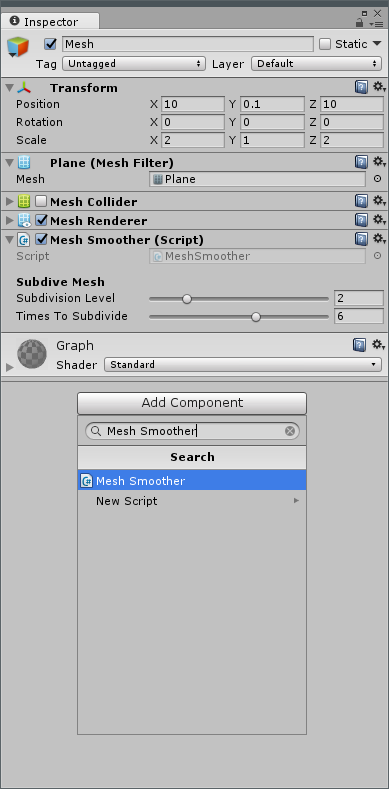 Inspector
Mesh Static
Tag Untagged Layer Default
Transform
Position X 10 Y 0.1 Z 10
Rotation X 0 Y 0 Z 0
Scale X 2 Y 1 Z 2
Plane (Mesh Filter)
Mesh Plane
Mesh Collider
Mesh Renderer
C# Mesh Smoother (Script)
Script C# MeshSmoother
Subdive Mesh
Subdivision Level 2
Times To Subdivide 6
Graph
Shader Standard
Add Component
Mesh Smoother
Search
C# Mesh Smoother
New Script